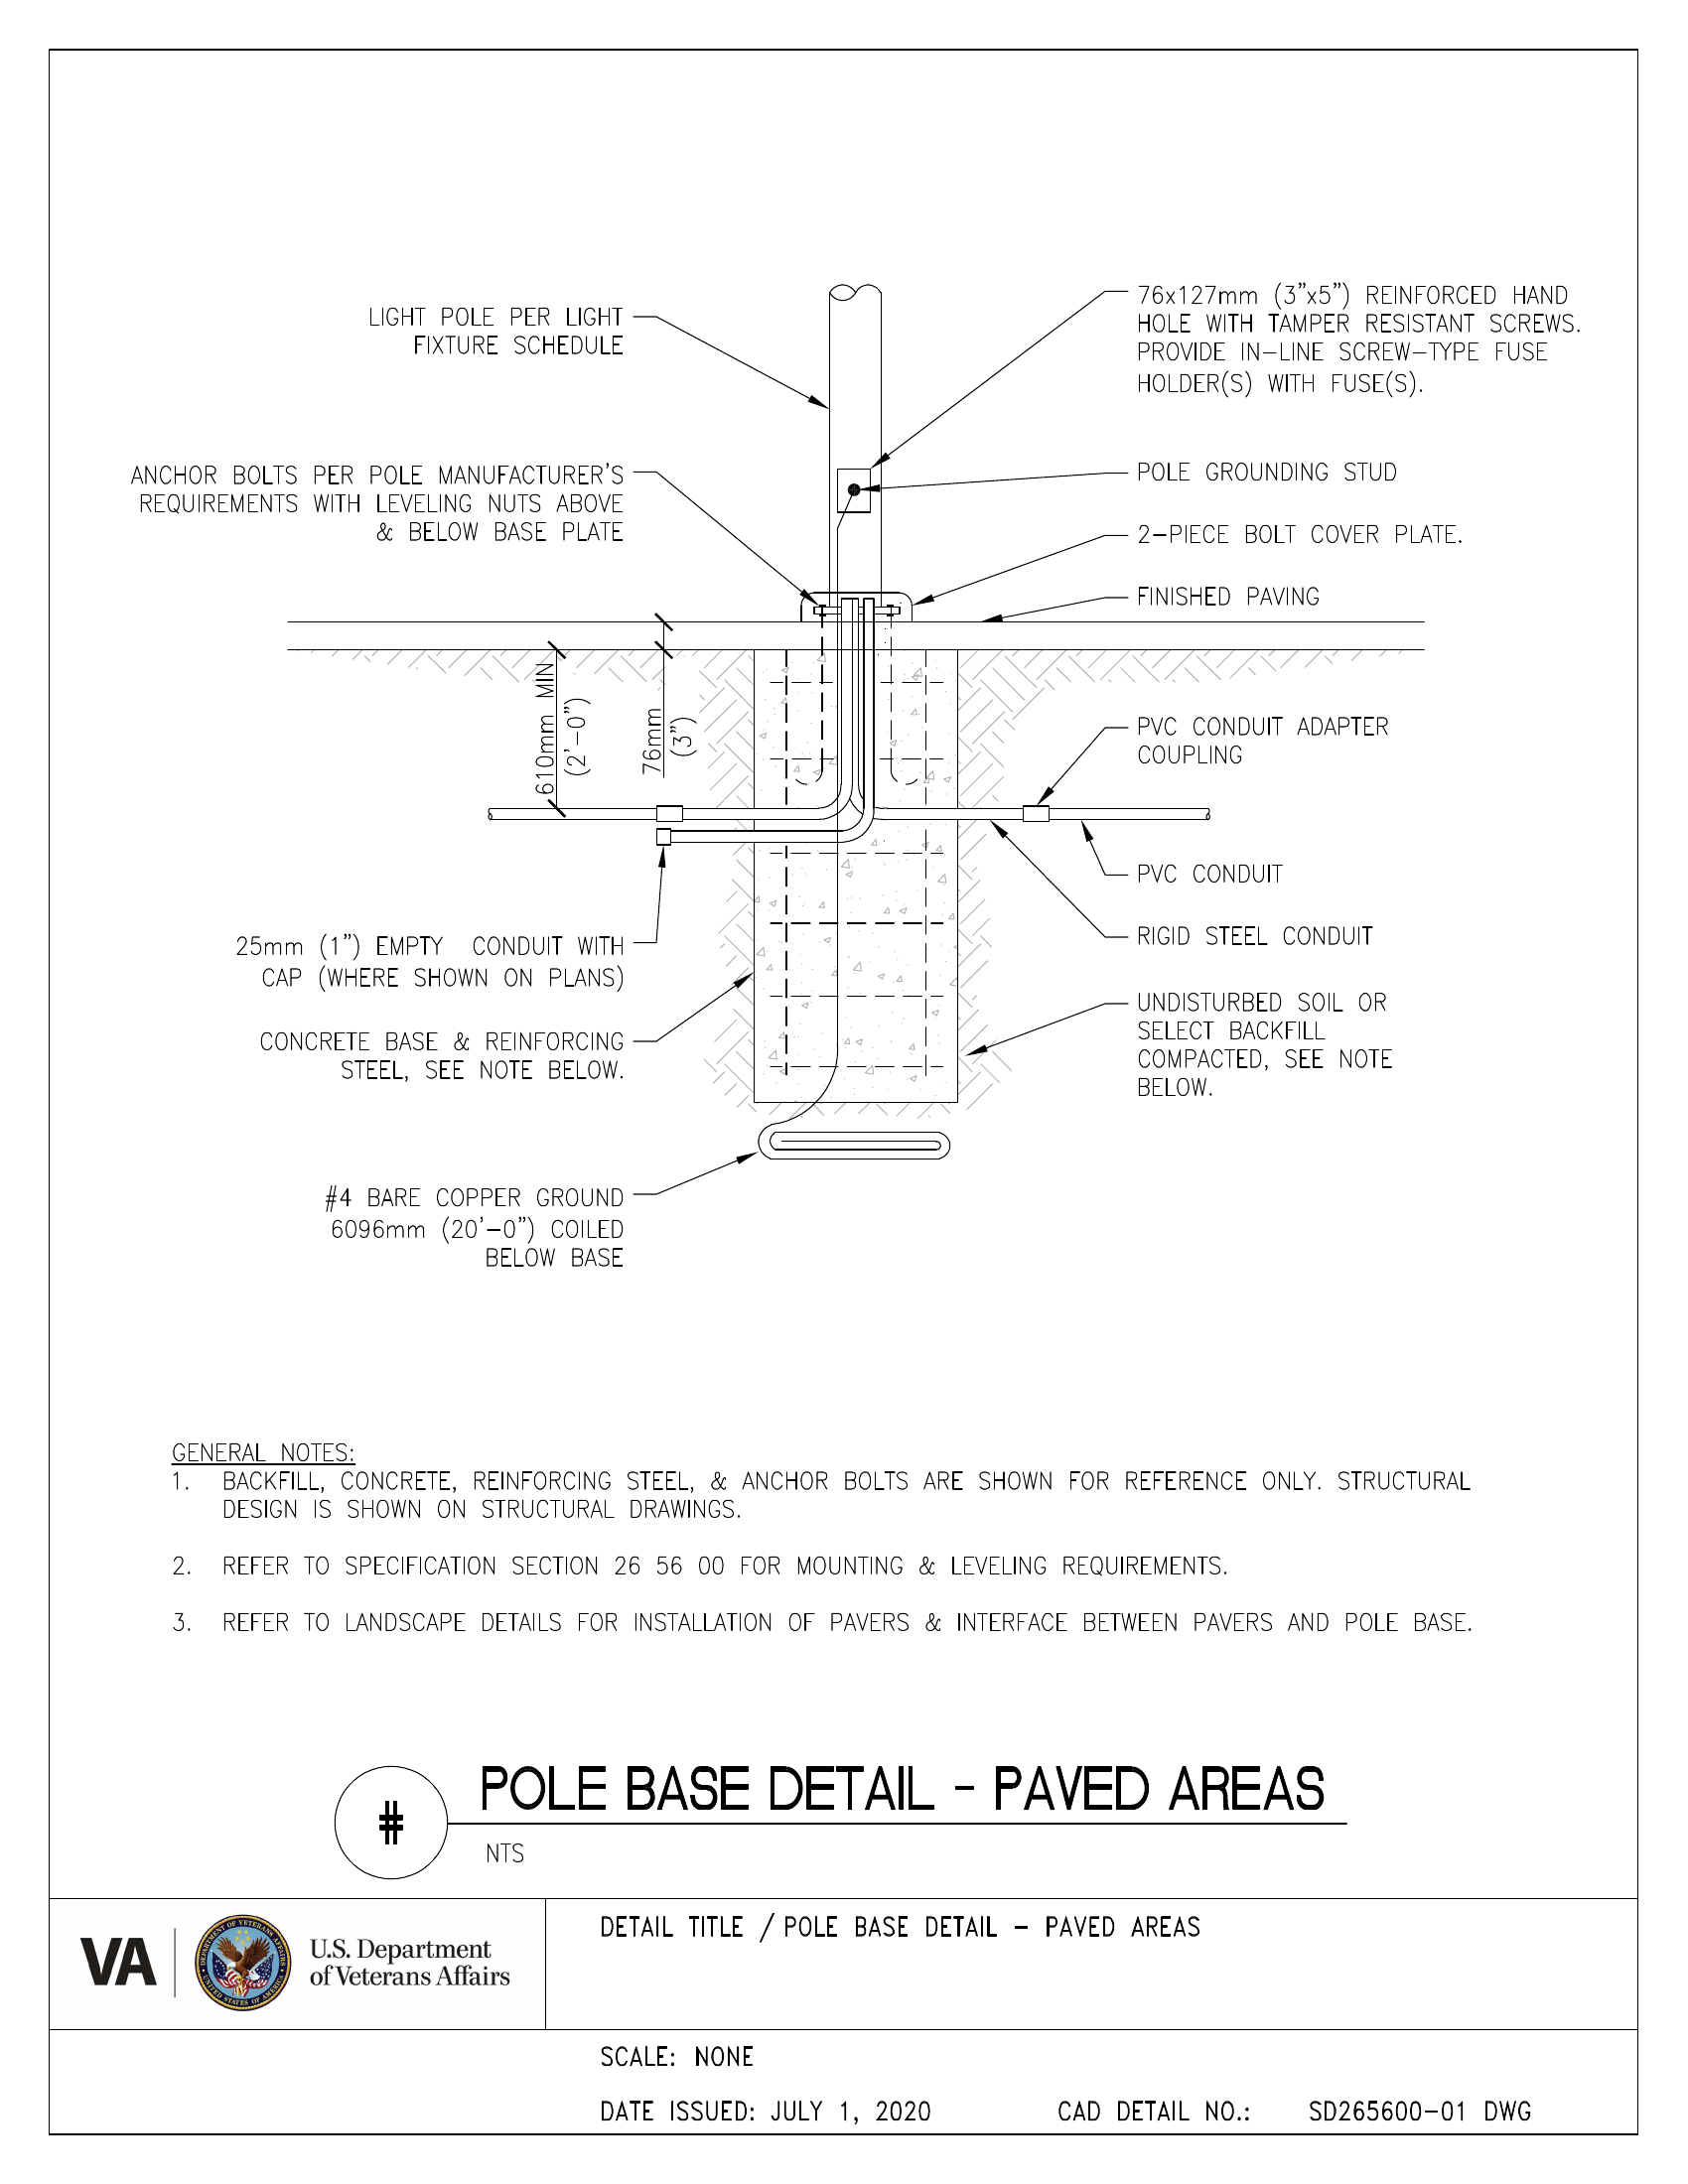 LIGHT POLE PER LIGHT
FIXTURE SCHEDULE
76x127mm (3"x5") REINFORCED HAND
HOLE WITH TAMPER RESISTANT SCREWS.
PROVIDE IN-LINE SCREW-TYPE FUSE
HOLDER(S) WITH FUSE(S).
ANCHOR BOLTS PER POLE MANUFACTURER'S
REQUIREMENTS WITH LEVELING NUTS ABOVE
& BELOW BASE PLATE
POLE GROUNDING STUD
2-PIECE BOLT COVER PLATE.
FINISHED PAVING
610mm MIN
(2'-0")
76mm
(3")
PVC CONDUIT ADAPTER
COUPLING
PVC CONDUIT
RIGID STEEL CONDUIT
25mm (1") EMPTY CONDUIT WITH
CAP (WHERE SHOWN ON PLANS)
CONCRETE BASE & REINFORCING
STEEL, SEE NOTE BELOW.
UNDISTURBED SOIL OR
SELECT BACKFILL
COMPACTED, SEE NOTE
BELOW.
#4 BARE COPPER GROUND
6096mm (20'-0") COILED
BELOW BASE
GENERAL NOTES:
1. BACKFILL, CONCRETE, REINFORCING STEEL, & ANCHOR BOLTS ARE SHOWN FOR REFERENCE ONLY. STRUCTURAL
DESIGN IS SHOWN ON STRUCTURAL DRAWINGS.
2. REFER TO SPECIFICATION SECTION 26 56 00 FOR MOUNTING & LEVELING REQUIREMENTS.
3. REFER TO LANDSCAPE DETAILS FOR INSTALLATION OF PAVERS & INTERFACE BETWEEN PAVERS AND POLE BASE.
#
POLE BASE DETAIL - PAVED AREAS
NTS
VA
DEPARTMENT OF VETERANS AFFAIRS
UNITED STATES OF AMERICA
U.S. Department
of Veterans Affairs
DETAIL TITLE / POLE BASE DETAIL - PAVED AREAS
SCALE: NONE
DATE ISSUED: JULY 1, 2020
CAD DETAIL NO.: SD265600-01 DWG